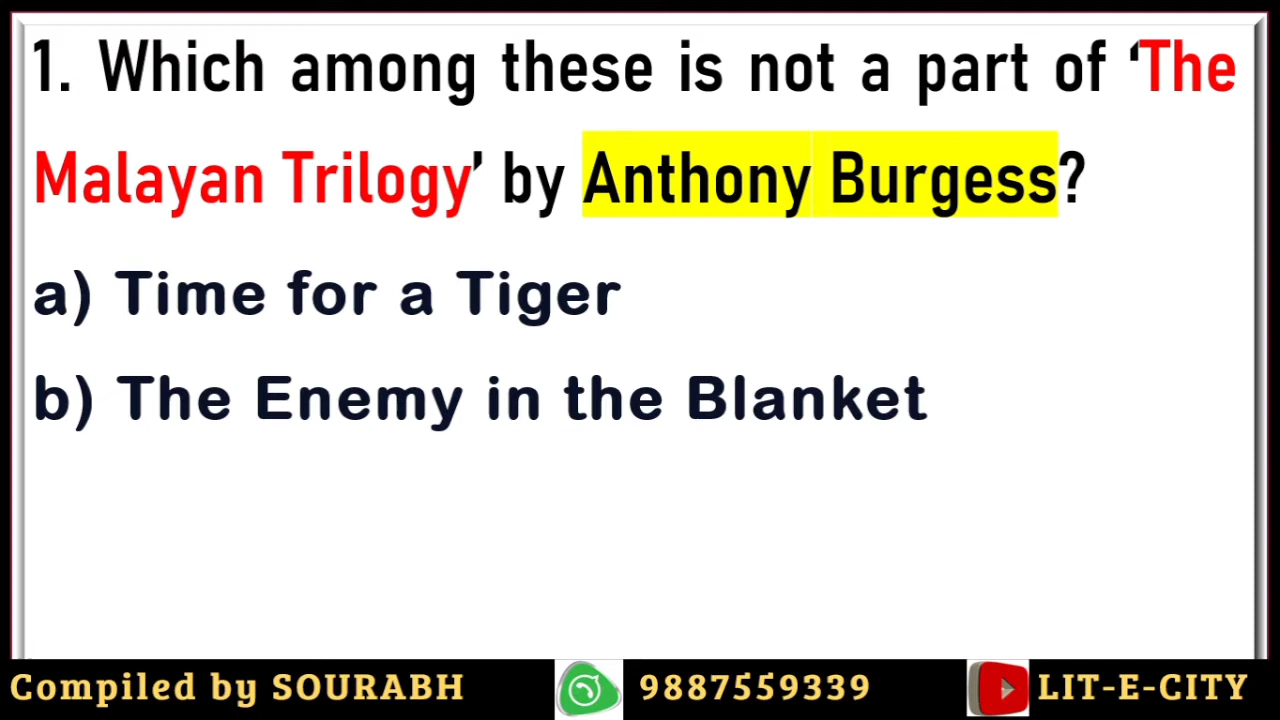 1. Which among these is not a part of ‘The
Malayan Trilogy’ by Anthony Burgess?
a) Time for a Tiger
b) The Enemy in the Blanket
Compiled by SOURABH 9887559339 LIT-E-CITY